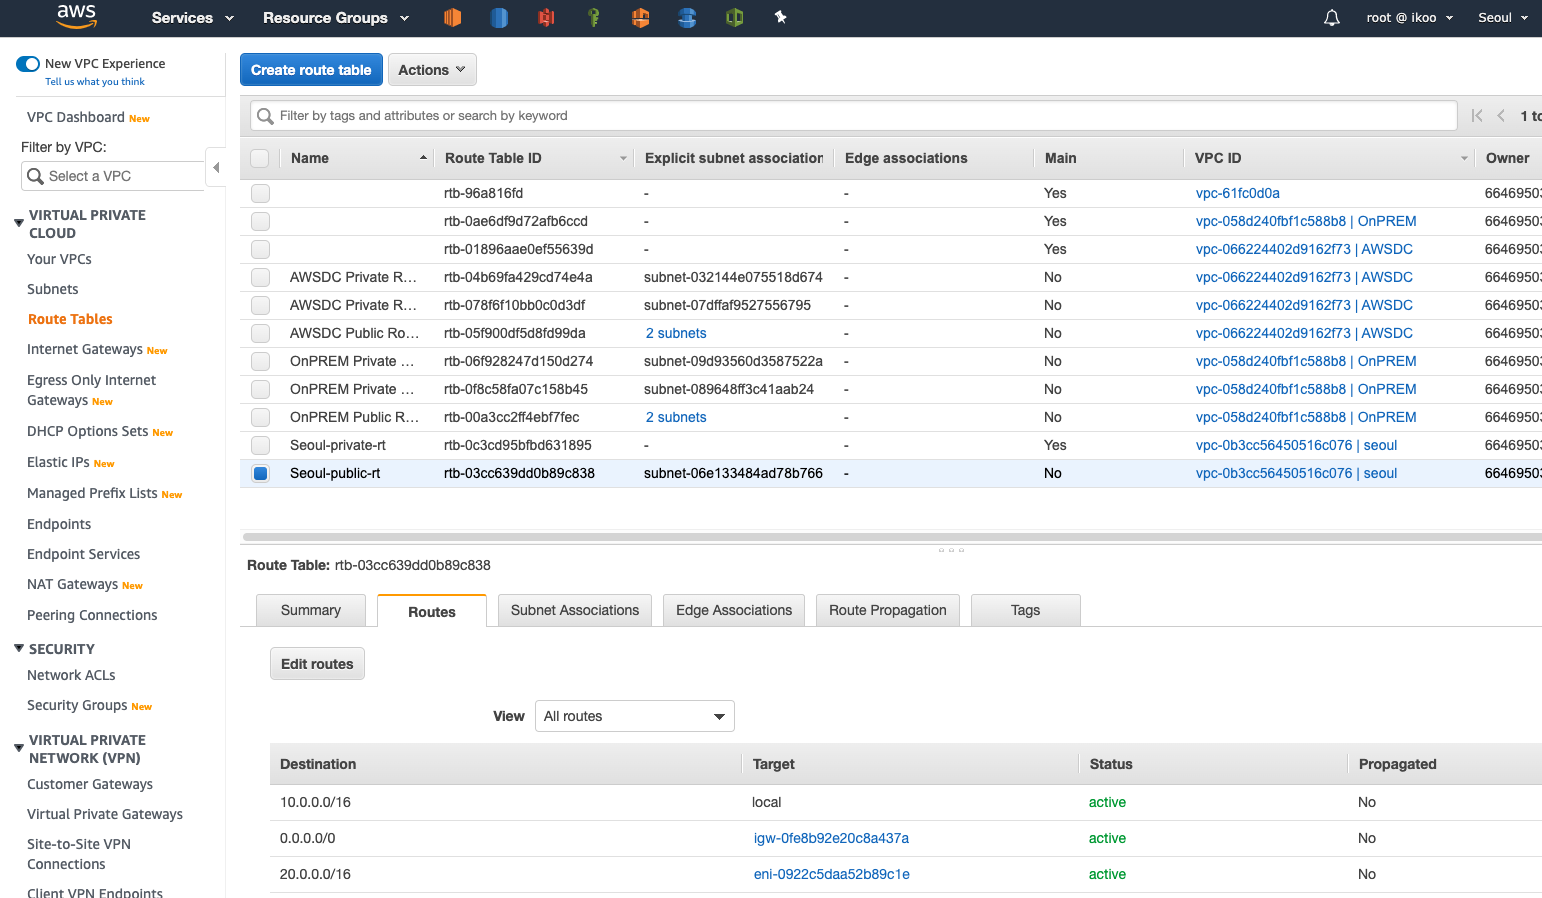 aws
Services
Resource Groups
root @ ikoo
Seoul
New VPC Experience
Tell us what you think
VPC Dashboard New
Filter by VPC:
Select a VPC
VIRTUAL PRIVATE
CLOUD
Your VPCs
Subnets
Route Tables
Internet Gateways New
Egress Only Internet
Gateways New
DHCP Options Sets New
Elastic IPs New
Managed Prefix Lists New
Endpoints
Endpoint Services
NAT Gateways New
Peering Connections
SECURITY
Network ACLs
Security Groups New
VIRTUAL PRIVATE
NETWORK (VPN)
Customer Gateways
Virtual Private Gateways
Site-to-Site VPN
Connections
Client VPN Endpoints
Create route table Actions
Filter by tags and attributes or search by keyword 1 to
Name Route Table ID Explicit subnet association Edge associations Main VPC ID Owner
rtb-96a816fd - - Yes vpc-61fc0d0a 66469503
rtb-0ae6df9d72afb6ccd - - Yes vpc-058d240fbf1c588b8 | OnPREM 66469503
rtb-01896aae0ef55639d - - Yes vpc-066224402d9162f73 | AWSDC 66469503
AWSDC Private R... rtb-04b69fa429cd74e4a subnet-032144e075518d674 - No vpc-066224402d9162f73 | AWSDC 66469503
AWSDC Private R... rtb-078f6f10bb0c0d3df subnet-07dffaf9527556795 - No vpc-066224402d9162f73 | AWSDC 66469503
AWSDC Public Ro... rtb-05f900df5d8fd99da 2 subnets - No vpc-066224402d9162f73 | AWSDC 66469503
OnPREM Private ... rtb-06f928247d150d274 subnet-09d93560d3587522a - No vpc-058d240fbf1c588b8 | OnPREM 66469503
OnPREM Private ... rtb-0f8c58fa07c158b45 subnet-089648ff3c41aab24 - No vpc-058d240fbf1c588b8 | OnPREM 66469503
OnPREM Public R... rtb-00a3cc2ff4ebf7fec 2 subnets - No vpc-058d240fbf1c588b8 | OnPREM 66469503
Seoul-private-rt rtb-0c3cd95bfbd631895 - - Yes vpc-0b3cc56450516c076 | seoul 66469503
Seoul-public-rt rtb-03cc639dd0b89c838 subnet-06e133484ad78b766 - No vpc-0b3cc56450516c076 | seoul 66469503
Route Table: rtb-03cc639dd0b89c838
Summary Routes Subnet Associations Edge Associations Route Propagation Tags
Edit routes
View All routes
Destination Target Status Propagated
10.0.0.0/16 local active No
0.0.0.0/0 igw-0fe8b92e20c8a437a active No
20.0.0.0/16 eni-0922c5daa52b89c1e active No